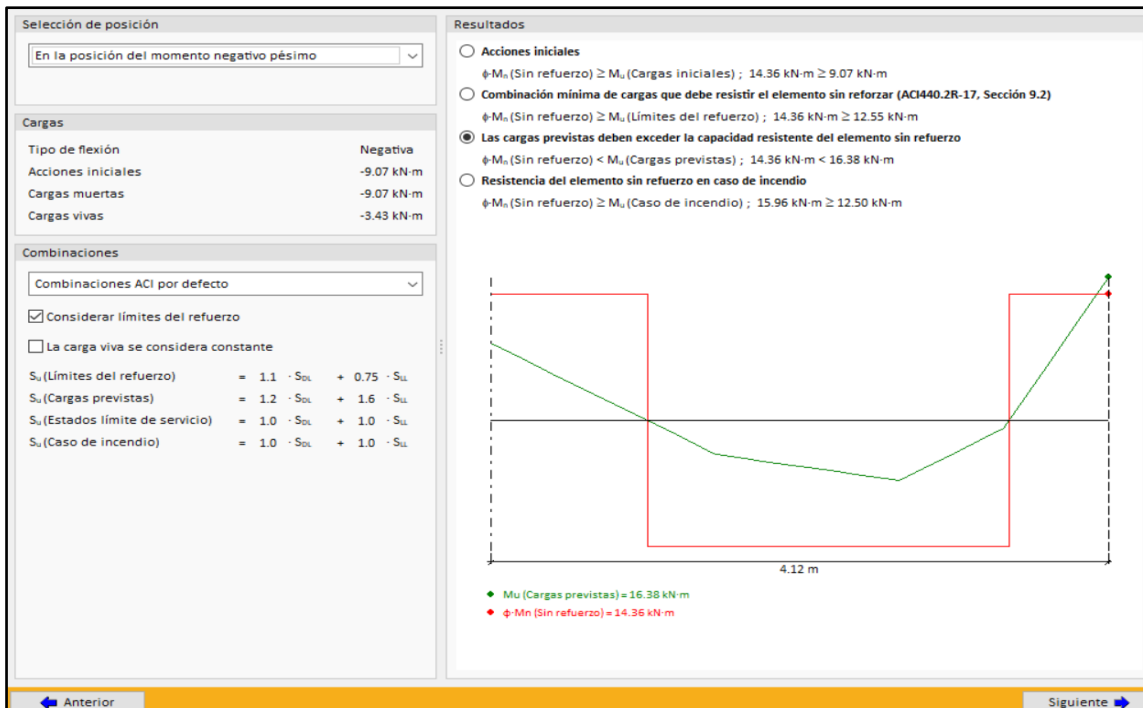 Selección de posición
En la posición del momento negativo pésimo
Cargas
Tipo de flexión Negativa
Acciones iniciales -9.07 kN·m
Cargas muertas -9.07 kN·m
Cargas vivas -3.43 kN·m
Combinaciones
Combinaciones ACI por defecto
Considerar límites del refuerzo
La carga viva se considera constante
Su (Límites del refuerzo) = 1.1 · SDL + 0.75 · SLL
Su (Cargas previstas) = 1.2 · SDL + 1.6 · SLL
Su (Estados límite de servicio) = 1.0 · SDL + 1.0 · SLL
Su (Caso de incendio) = 1.0 · SDL + 1.0 · SLL
Resultados
Acciones iniciales
ϕ·Mn (Sin refuerzo) ≥ Mu (Cargas iniciales) ; 14.36 kN·m ≥ 9.07 kN·m
Combinación mínima de cargas que debe resistir el elemento sin reforzar (ACI440.2R-17, Sección 9.2)
ϕ·Mn (Sin refuerzo) ≥ Mu (Límites del refuerzo) ; 14.36 kN·m ≥ 12.55 kN·m
Las cargas previstas deben exceder la capacidad resistente del elemento sin refuerzo
ϕ·Mn (Sin refuerzo) < Mu (Cargas previstas) ; 14.36 kN·m < 16.38 kN·m
Resistencia del elemento sin refuerzo en caso de incendio
ϕ·Mn (Sin refuerzo) ≥ Mu (Caso de incendio) ; 15.96 kN·m ≥ 12.50 kN·m
4.12 m
Mu (Cargas previstas) = 16.38 kN·m
ϕ·Mn (Sin refuerzo) = 14.36 kN·m
Anterior
Siguiente